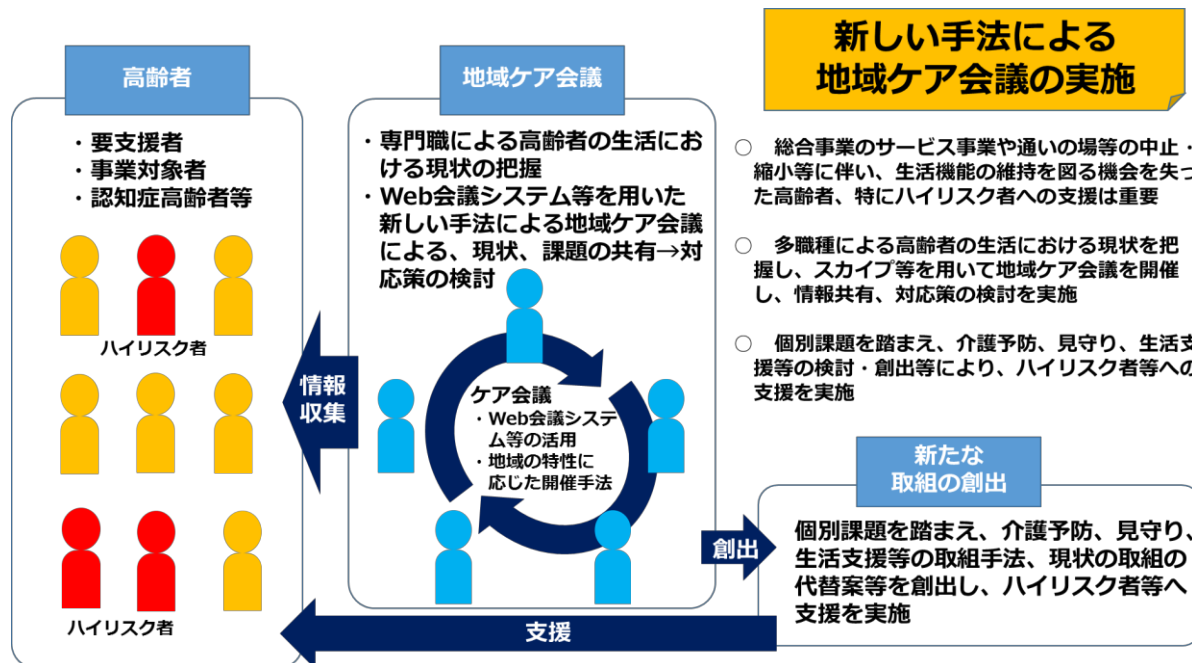 高齢者
・要支援者
・事業対象者
・認知症高齢者等
ハイリスク者
ハイリスク者
情報
収集
地域ケア会議
・専門職による高齢者の生活にお
ける現状の把握
・Web会議システム等を用いた
新しい手法による地域ケア会議
による、現状、課題の共有→対
応策の検討
ケア会議
・Web会議システ
ム等の活用
・地域の特性に
応じた開催手法
創出
支援
新しい手法による
地域ケア会議の実施
○ 総合事業のサービス事業や通いの場等の中止・
縮小等に伴い、生活機能の維持を図る機会を失っ
た高齢者、特にハイリスク者への支援は重要
○ 多職種による高齢者の生活における現状を把
握し、スカイプ等を用いて地域ケア会議を開催
し、情報共有、対応策の検討を実施
○ 個別課題を踏まえ、介護予防、見守り、生活支
援等の検討・創出等により、ハイリスク者等への
支援を実施
新たな
取組の創出
個別課題を踏まえ、介護予防、見守り、
生活支援等の取組手法、現状の取組の
代替案等を創出し、ハイリスク者等へ
支援を実施